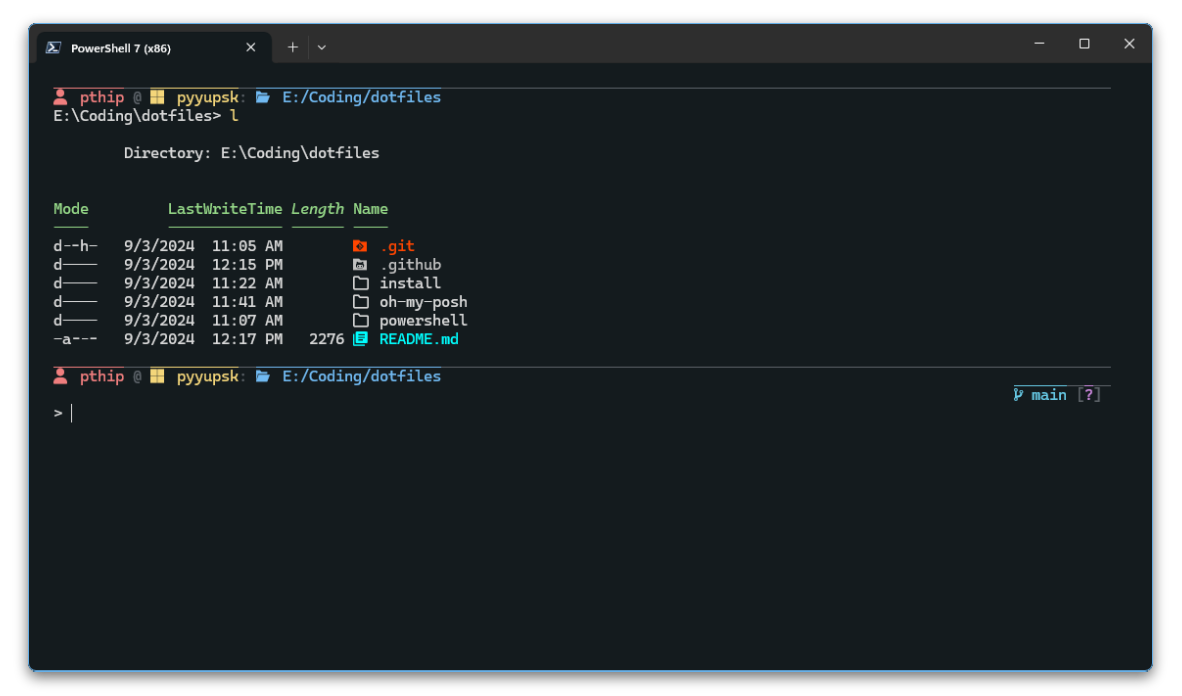 PowerShell 7 (x86)
pthip @ pyyupsk: E:/Coding/dotfiles
E:\Coding\dotfiles> l
Directory: E:\Coding\dotfiles
Mode LastWriteTime Length Name
d--h- 9/3/2024 11:05 AM .git
d---- 9/3/2024 12:15 PM .github
d---- 9/3/2024 11:22 AM install
d---- 9/3/2024 11:41 AM oh-my-posh
d---- 9/3/2024 11:07 AM powershell
-a--- 9/3/2024 12:17 PM 2276 README.md
pthip @ pyyupsk: E:/Coding/dotfiles
main [?]
>